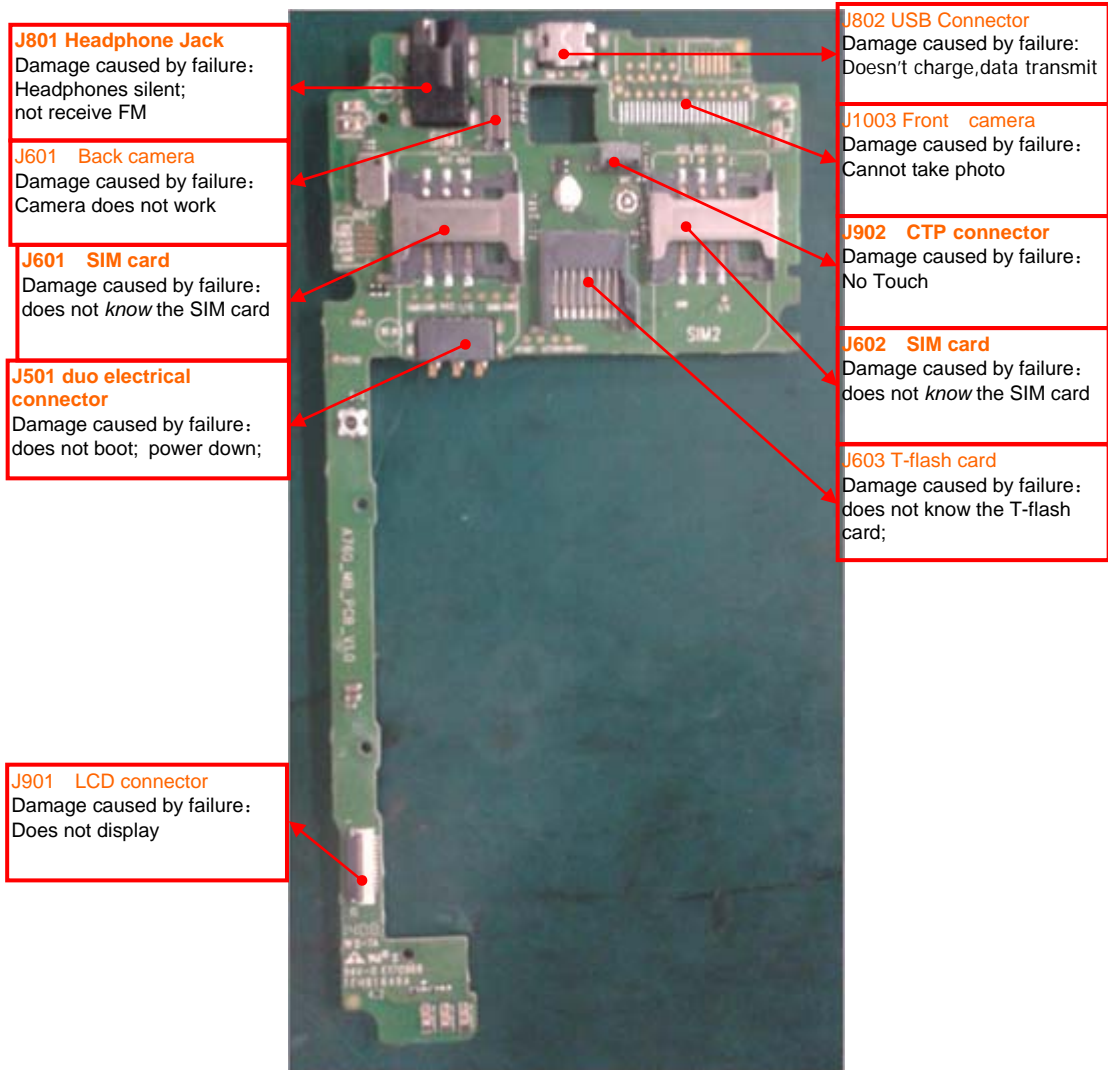 J801 Headphone Jack
Damage caused by failure：
Headphones silent;
not receive FM
J601 Back camera
Damage caused by failure：
Camera does not work
J601 SIM card
Damage caused by failure：
does not know the SIM card
J501 duo electrical
connector
Damage caused by failure：
does not boot; power down;
J901 LCD connector
Damage caused by failure：
Does not display
J802 USB Connector
Damage caused by failure:
Doesn't charge,data transmit
J1003 Front camera
Damage caused by failure：
Cannot take photo
J902 CTP connector
Damage caused by failure：
No Touch
J602 SIM card
Damage caused by failure：
does not know the SIM card
J603 T-flash card
Damage caused by failure：
does not know the T-flash
card;
SIM2
A760_MB_PCB_V1.0